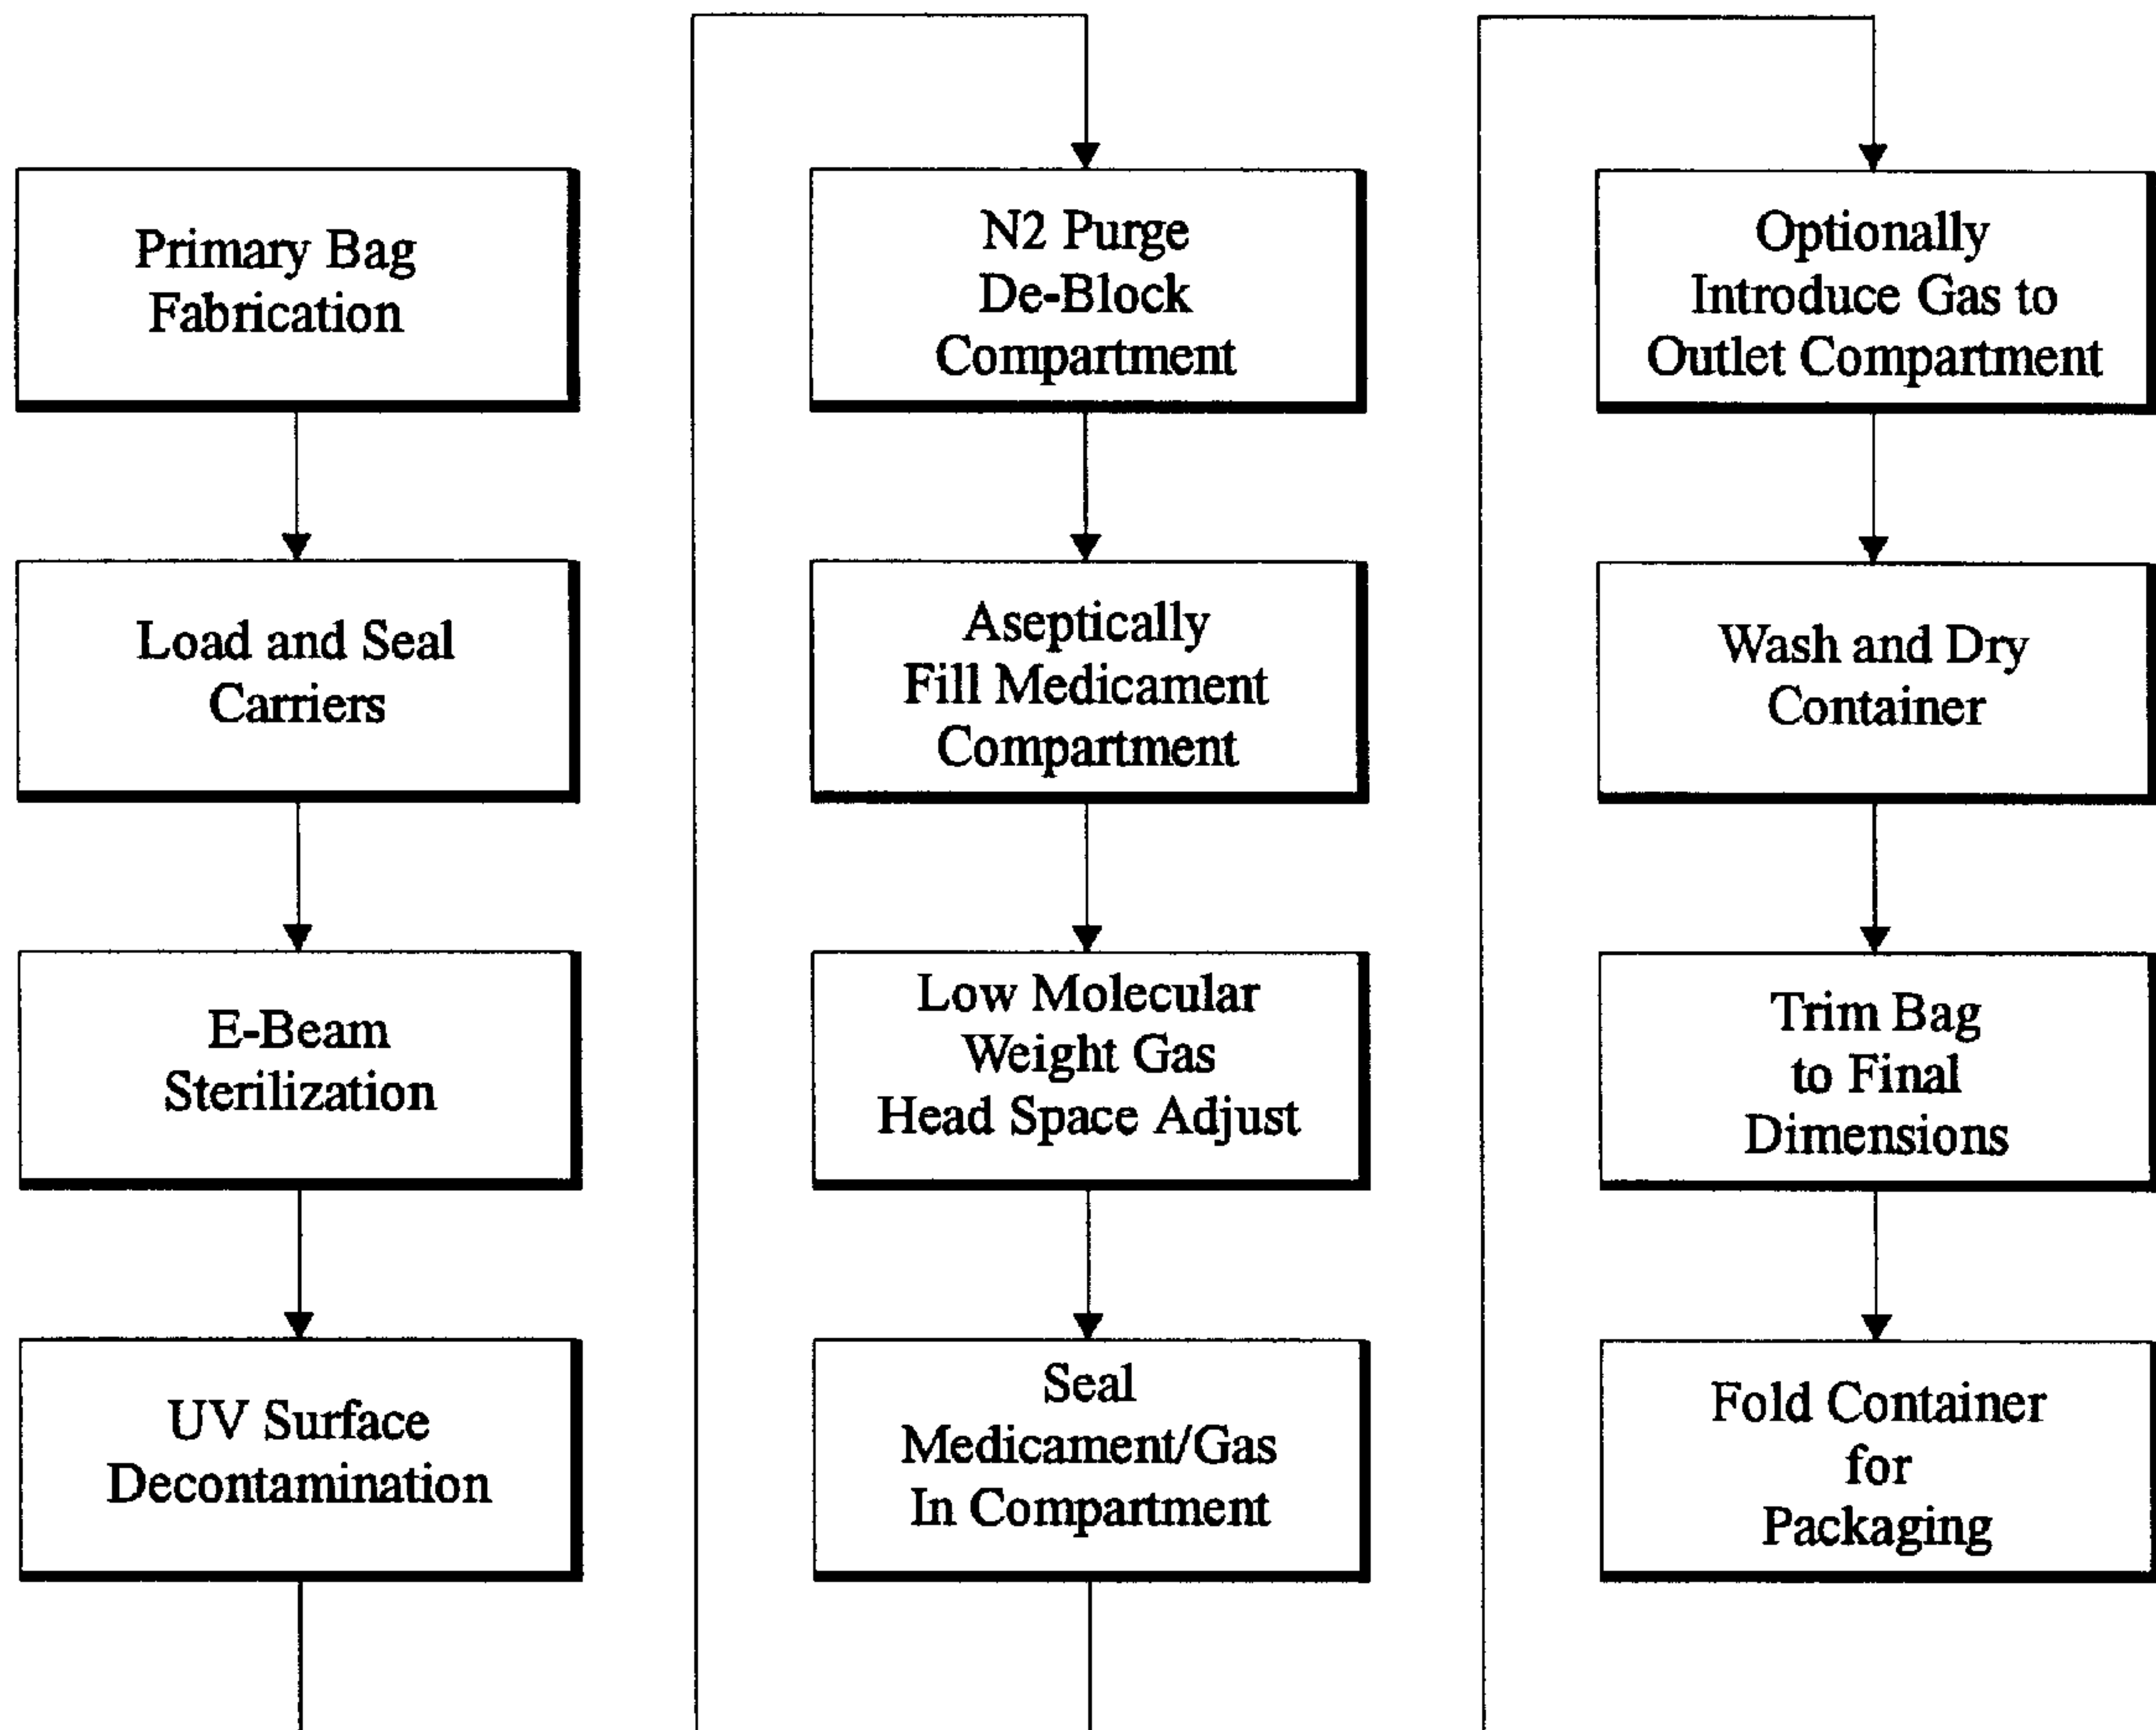 Primary Bag
Fabrication
Load and Seal
Carriers
E-Beam
Sterilization
UV Surface
Decontamination
N2 Purge
De-Block
Compartment
Aseptically
Fill Medicament
Compartment
Low Molecular
Weight Gas
Head Space Adjust
Seal
Medicament/Gas
In Compartment
Optionally
Introduce Gas to
Outlet Compartment
Wash and Dry
Container
Trim Bag
to Final
Dimensions
Fold Container
for
Packaging